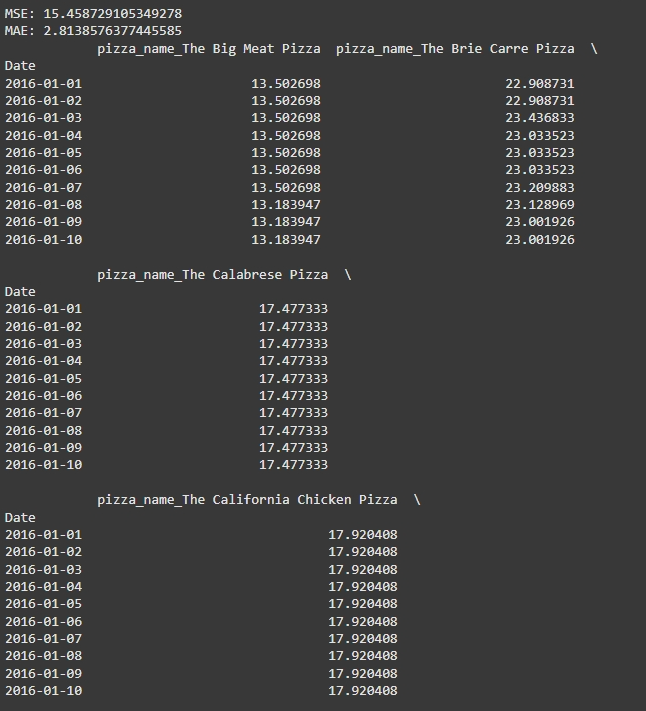 MSE: 15.458729105349278
MAE: 2.8138576377445585
pizza_name_The Big Meat Pizza pizza_name_The Brie Carre Pizza \
Date
2016-01-01 13.502698 22.908731
2016-01-02 13.502698 22.908731
2016-01-03 13.502698 23.436833
2016-01-04 13.502698 23.033523
2016-01-05 13.502698 23.033523
2016-01-06 13.502698 23.033523
2016-01-07 13.502698 23.209883
2016-01-08 13.183947 23.128969
2016-01-09 13.183947 23.001926
2016-01-10 13.183947 23.001926
pizza_name_The Calabrese Pizza \
Date
2016-01-01 17.477333
2016-01-02 17.477333
2016-01-03 17.477333
2016-01-04 17.477333
2016-01-05 17.477333
2016-01-06 17.477333
2016-01-07 17.477333
2016-01-08 17.477333
2016-01-09 17.477333
2016-01-10 17.477333
pizza_name_The California Chicken Pizza \
Date
2016-01-01 17.920408
2016-01-02 17.920408
2016-01-03 17.920408
2016-01-04 17.920408
2016-01-05 17.920408
2016-01-06 17.920408
2016-01-07 17.920408
2016-01-08 17.920408
2016-01-09 17.920408
2016-01-10 17.920408